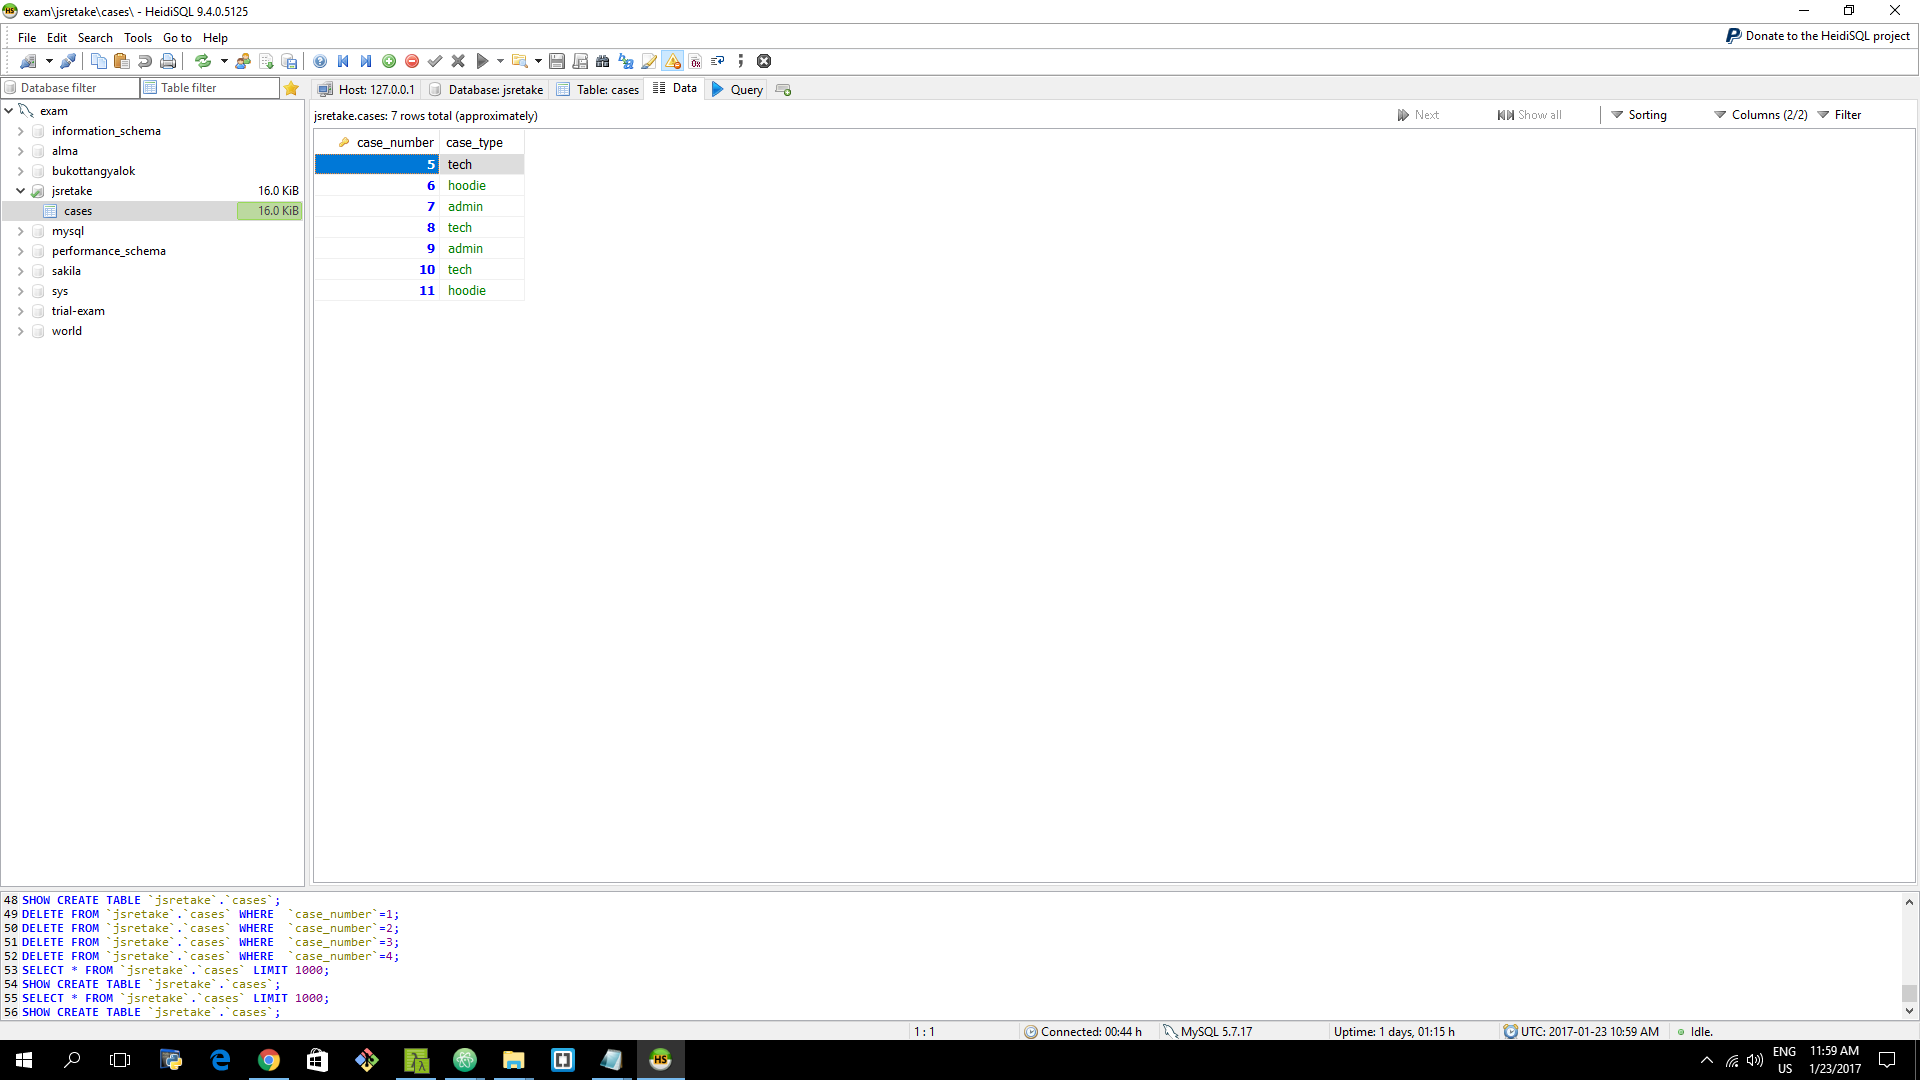 exam\jsretake\cases\ - HeidiSQL 9.4.0.5125
File Edit Search Tools Go to Help
Donate to the HeidiSQL project
Database filter
Table filter
Host: 127.0.0.1
Database: jsretake
Table: cases
Data
Query
exam
information_schema
alma
bukottangyalok
jsretake 16.0 KiB
cases 16.0 KiB
mysql
performance_schema
sakila
sys
trial-exam
world
jsretake.cases: 7 rows total (approximately)
Next
Show all
Sorting
Columns (2/2)
Filter
case_number case_type
5 tech
6 hoodie
7 admin
8 tech
9 admin
10 tech
11 hoodie
48 SHOW CREATE TABLE `jsretake`.`cases`;
49 DELETE FROM `jsretake`.`cases` WHERE  `case_number`=1;
50 DELETE FROM `jsretake`.`cases` WHERE  `case_number`=2;
51 DELETE FROM `jsretake`.`cases` WHERE  `case_number`=3;
52 DELETE FROM `jsretake`.`cases` WHERE  `case_number`=4;
53 SELECT * FROM `jsretake`.`cases` LIMIT 1000;
54 SHOW CREATE TABLE `jsretake`.`cases`;
55 SELECT * FROM `jsretake`.`cases` LIMIT 1000;
56 SHOW CREATE TABLE `jsretake`.`cases`;
1 : 1
Connected: 00:44 h
MySQL 5.7.17
Uptime: 1 days, 01:15 h
UTC: 2017-01-23 10:59 AM
Idle.
HS
ENG
US
11:59 AM
1/23/2017